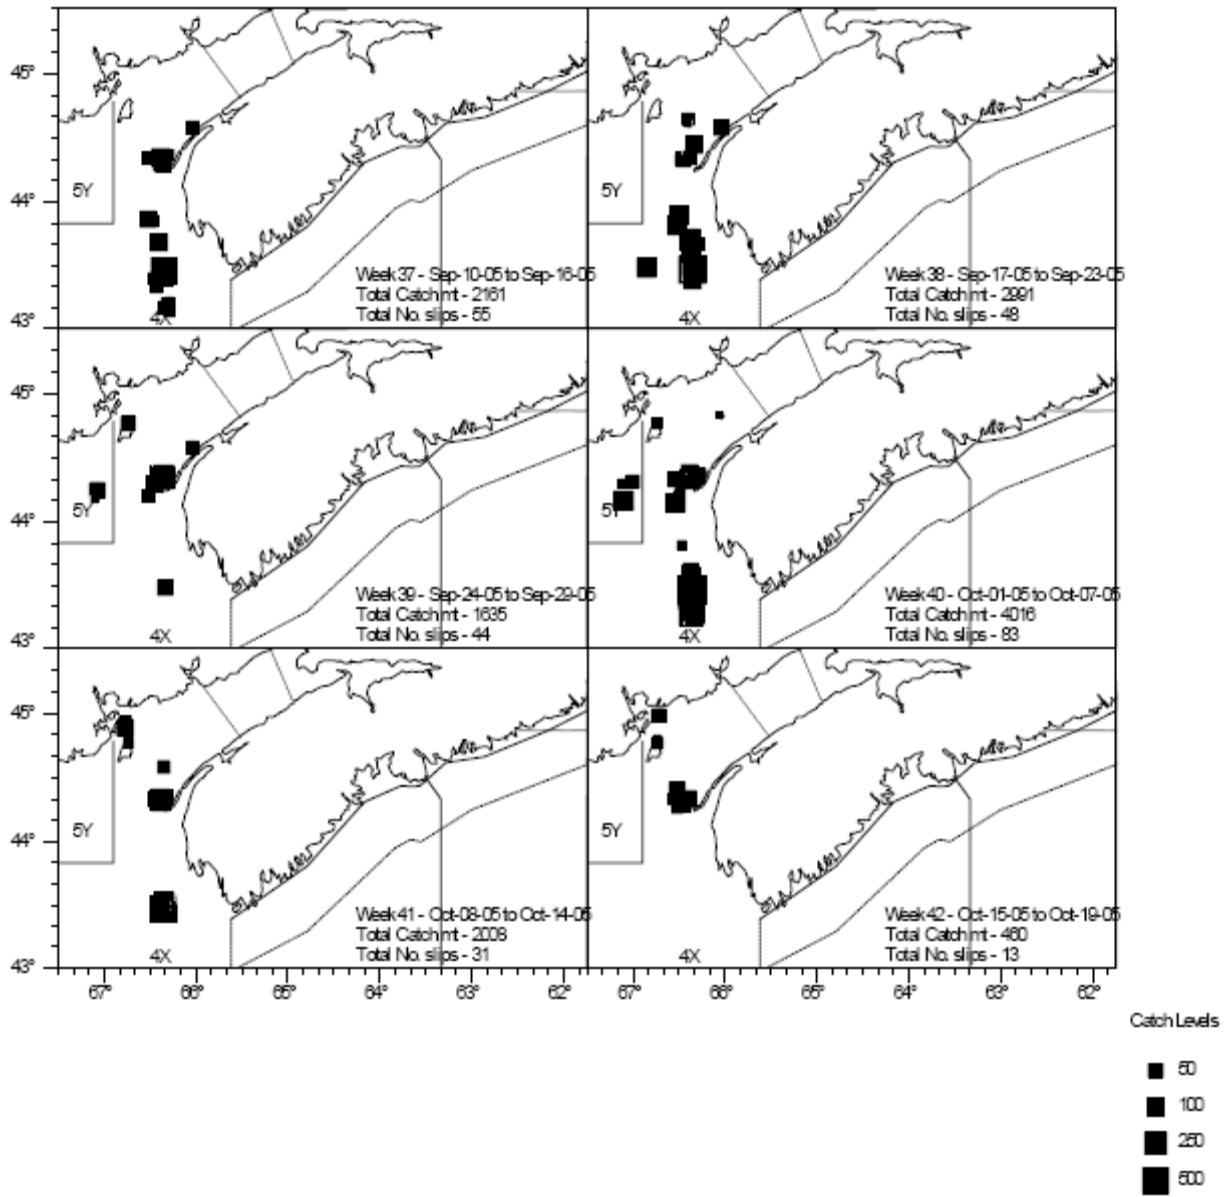 45°
44°
43°
5Y
4X
Week 37 - Sep-10-05 to Sep-16-05
Total Catch mt - 2161
Total No. slips - 55
5Y
4X
Week 38 - Sep-17-05 to Sep-23-05
Total Catch mt - 2991
Total No. slips - 48
45°
44°
43°
5Y
4X
Week 39 - Sep-24-05 to Sep-29-05
Total Catch mt - 1635
Total No. slips - 44
5Y
4X
Week 40 - Oct-01-05 to Oct-07-05
Total Catch mt - 4016
Total No. slips - 83
45°
44°
43°
5Y
4X
Week 41 - Oct-08-05 to Oct-14-05
Total Catch mt - 2008
Total No. slips - 31
5Y
4X
Week 42 - Oct-15-05 to Oct-19-05
Total Catch mt - 460
Total No. slips - 13
67° 66° 65° 64° 63° 62°
67° 66° 65° 64° 63° 62°
Catch Levels
50
100
250
500